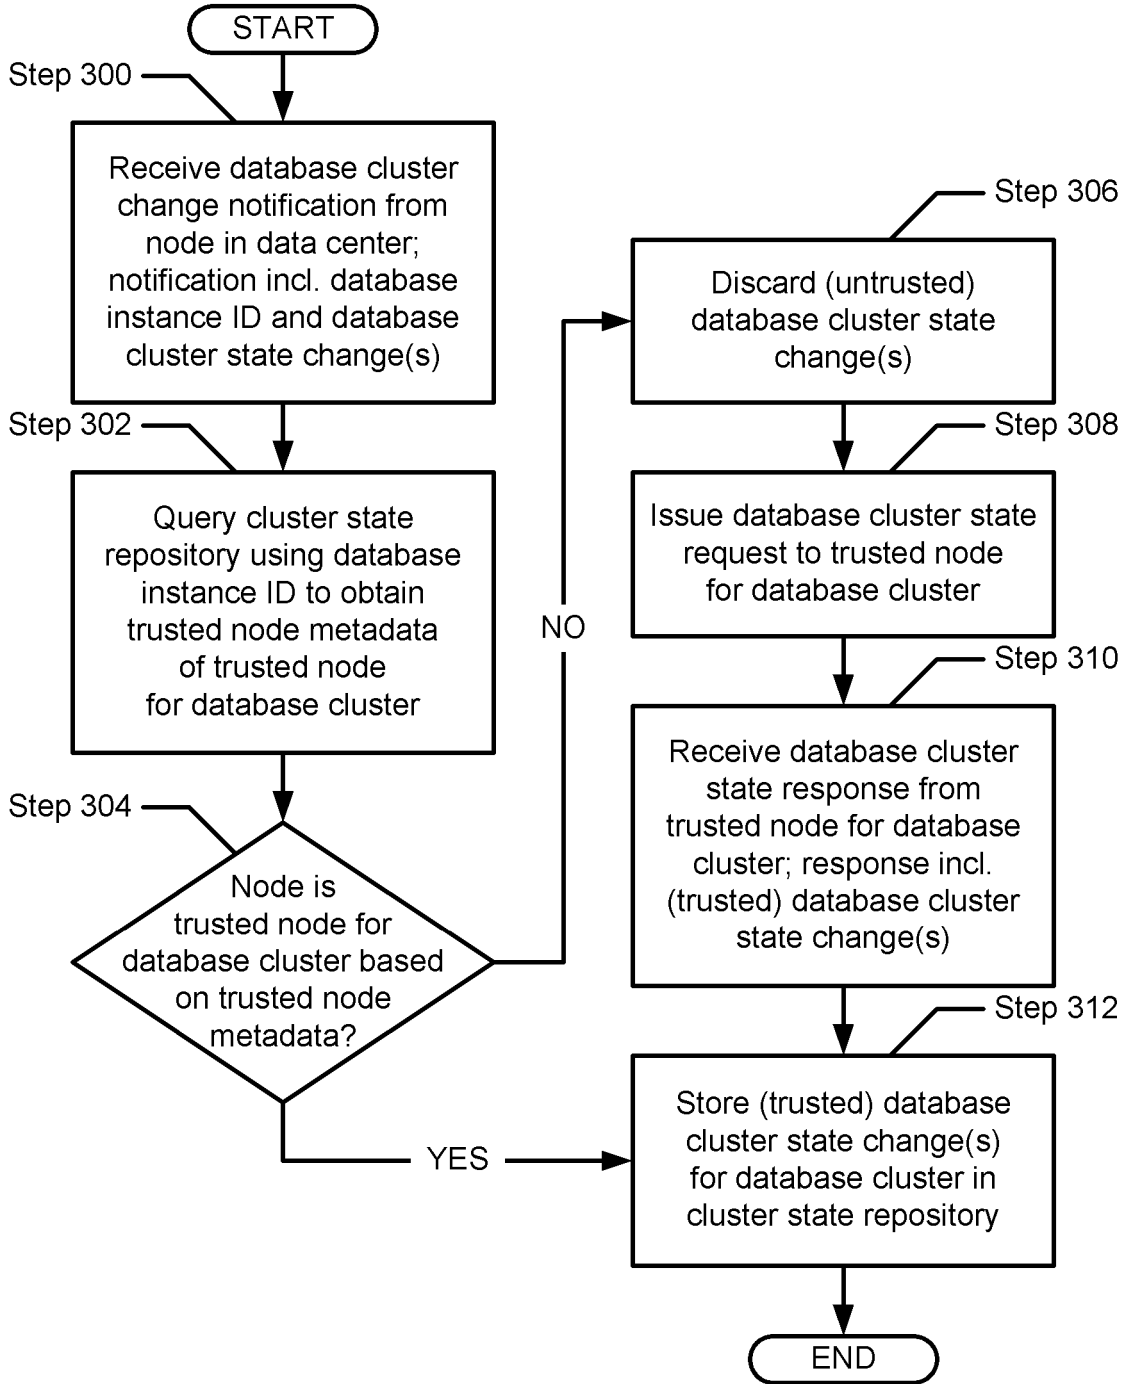 START
Step 300
Receive database cluster
change notification from
node in data center;
notification incl. database
instance ID and database
cluster state change(s)
Step 302
Query cluster state
repository using database
instance ID to obtain
trusted node metadata
of trusted node
for database cluster
Step 304
Node is
trusted node for
database cluster based
on trusted node
metadata?
NO
YES
Step 306
Discard (untrusted)
database cluster state
change(s)
Step 308
Issue database cluster state
request to trusted node
for database cluster
Step 310
Receive database cluster
state response from
trusted node for database
cluster; response incl.
(trusted) database cluster
state change(s)
Step 312
Store (trusted) database
cluster state change(s)
for database cluster in
cluster state repository
END